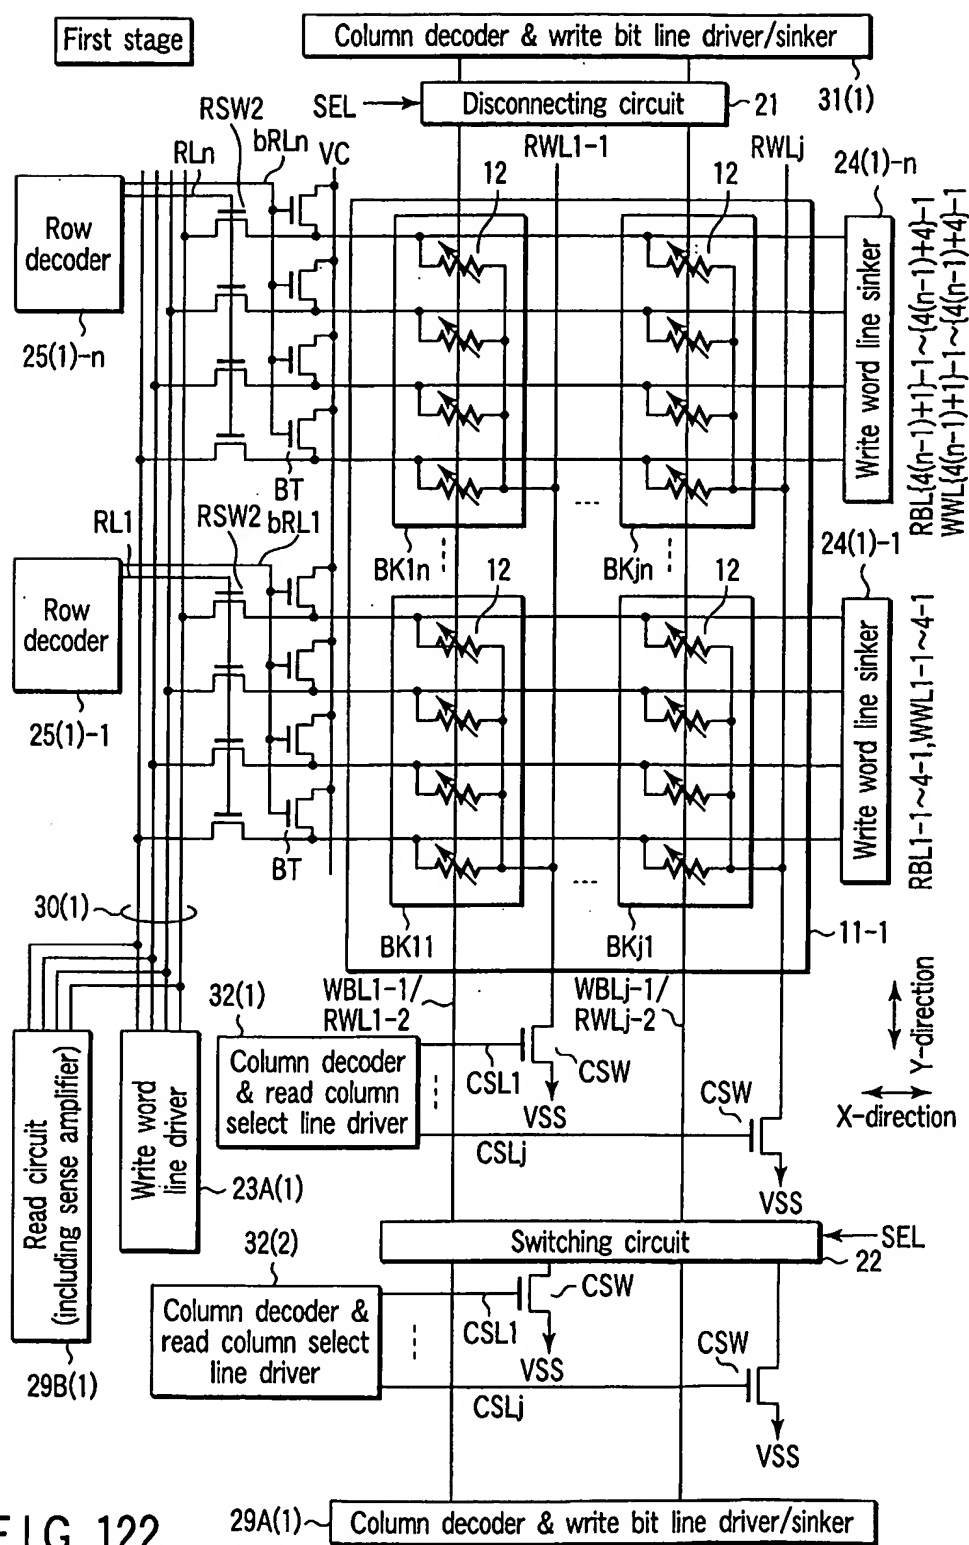 First stage
Column decoder & write bit line driver/sinker
31(1)
SEL
Disconnecting circuit
21
RSW2
bRLn
RLn
VC
RWL1-1
RWLj
24(1)-n
12
12
Row
decoder
25(1)-n
Write word line sinker
RBL{4(n-1)+1}-1~{4(n-1)+4}-1
WWL{4(n-1)+1}-1~{4(n-1)+4}-1
BT
RL1
RSW2
bRL1
BK1n
BKjn
24(1)-1
12
12
Row
decoder
25(1)-1
Write word line sinker
RBL1-1~4-1,WWL1-1~4-1
BT
30(1)
BK11
BKj1
11-1
WBL1-1/
RWL1-2
WBLj-1/
RWLj-2
Y-direction
X-direction
32(1)
Column decoder
& read column
select line driver
CSL1
CSW
VSS
CSW
CSLj
VSS
Read circuit
(including sense amplifier)
29B(1)
Write word
line driver
23A(1)
Switching circuit
SEL
22
32(2)
Column decoder &
read column select
line driver
CSL1
CSW
VSS
CSW
CSLj
VSS
FIG. 122
29A(1)
Column decoder & write bit line driver/sinker